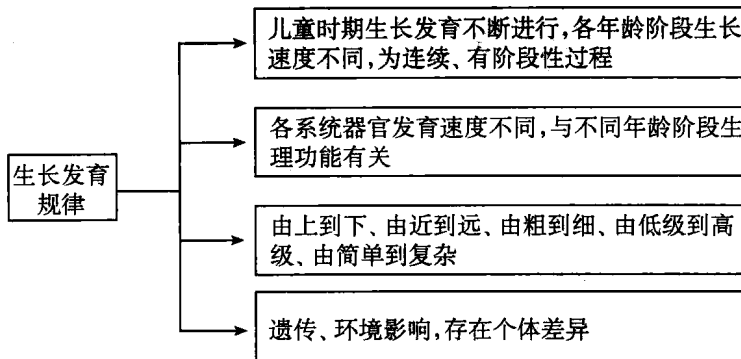 儿童时期生长发育不断进行,各年龄阶段生长
速度不同,为连续、有阶段性过程
各系统器官发育速度不同,与不同年龄阶段生
理功能有关
生长发育
规律
由上到下、由近到远、由粗到细、由低级到高
级、由简单到复杂
遗传、环境影响,存在个体差异